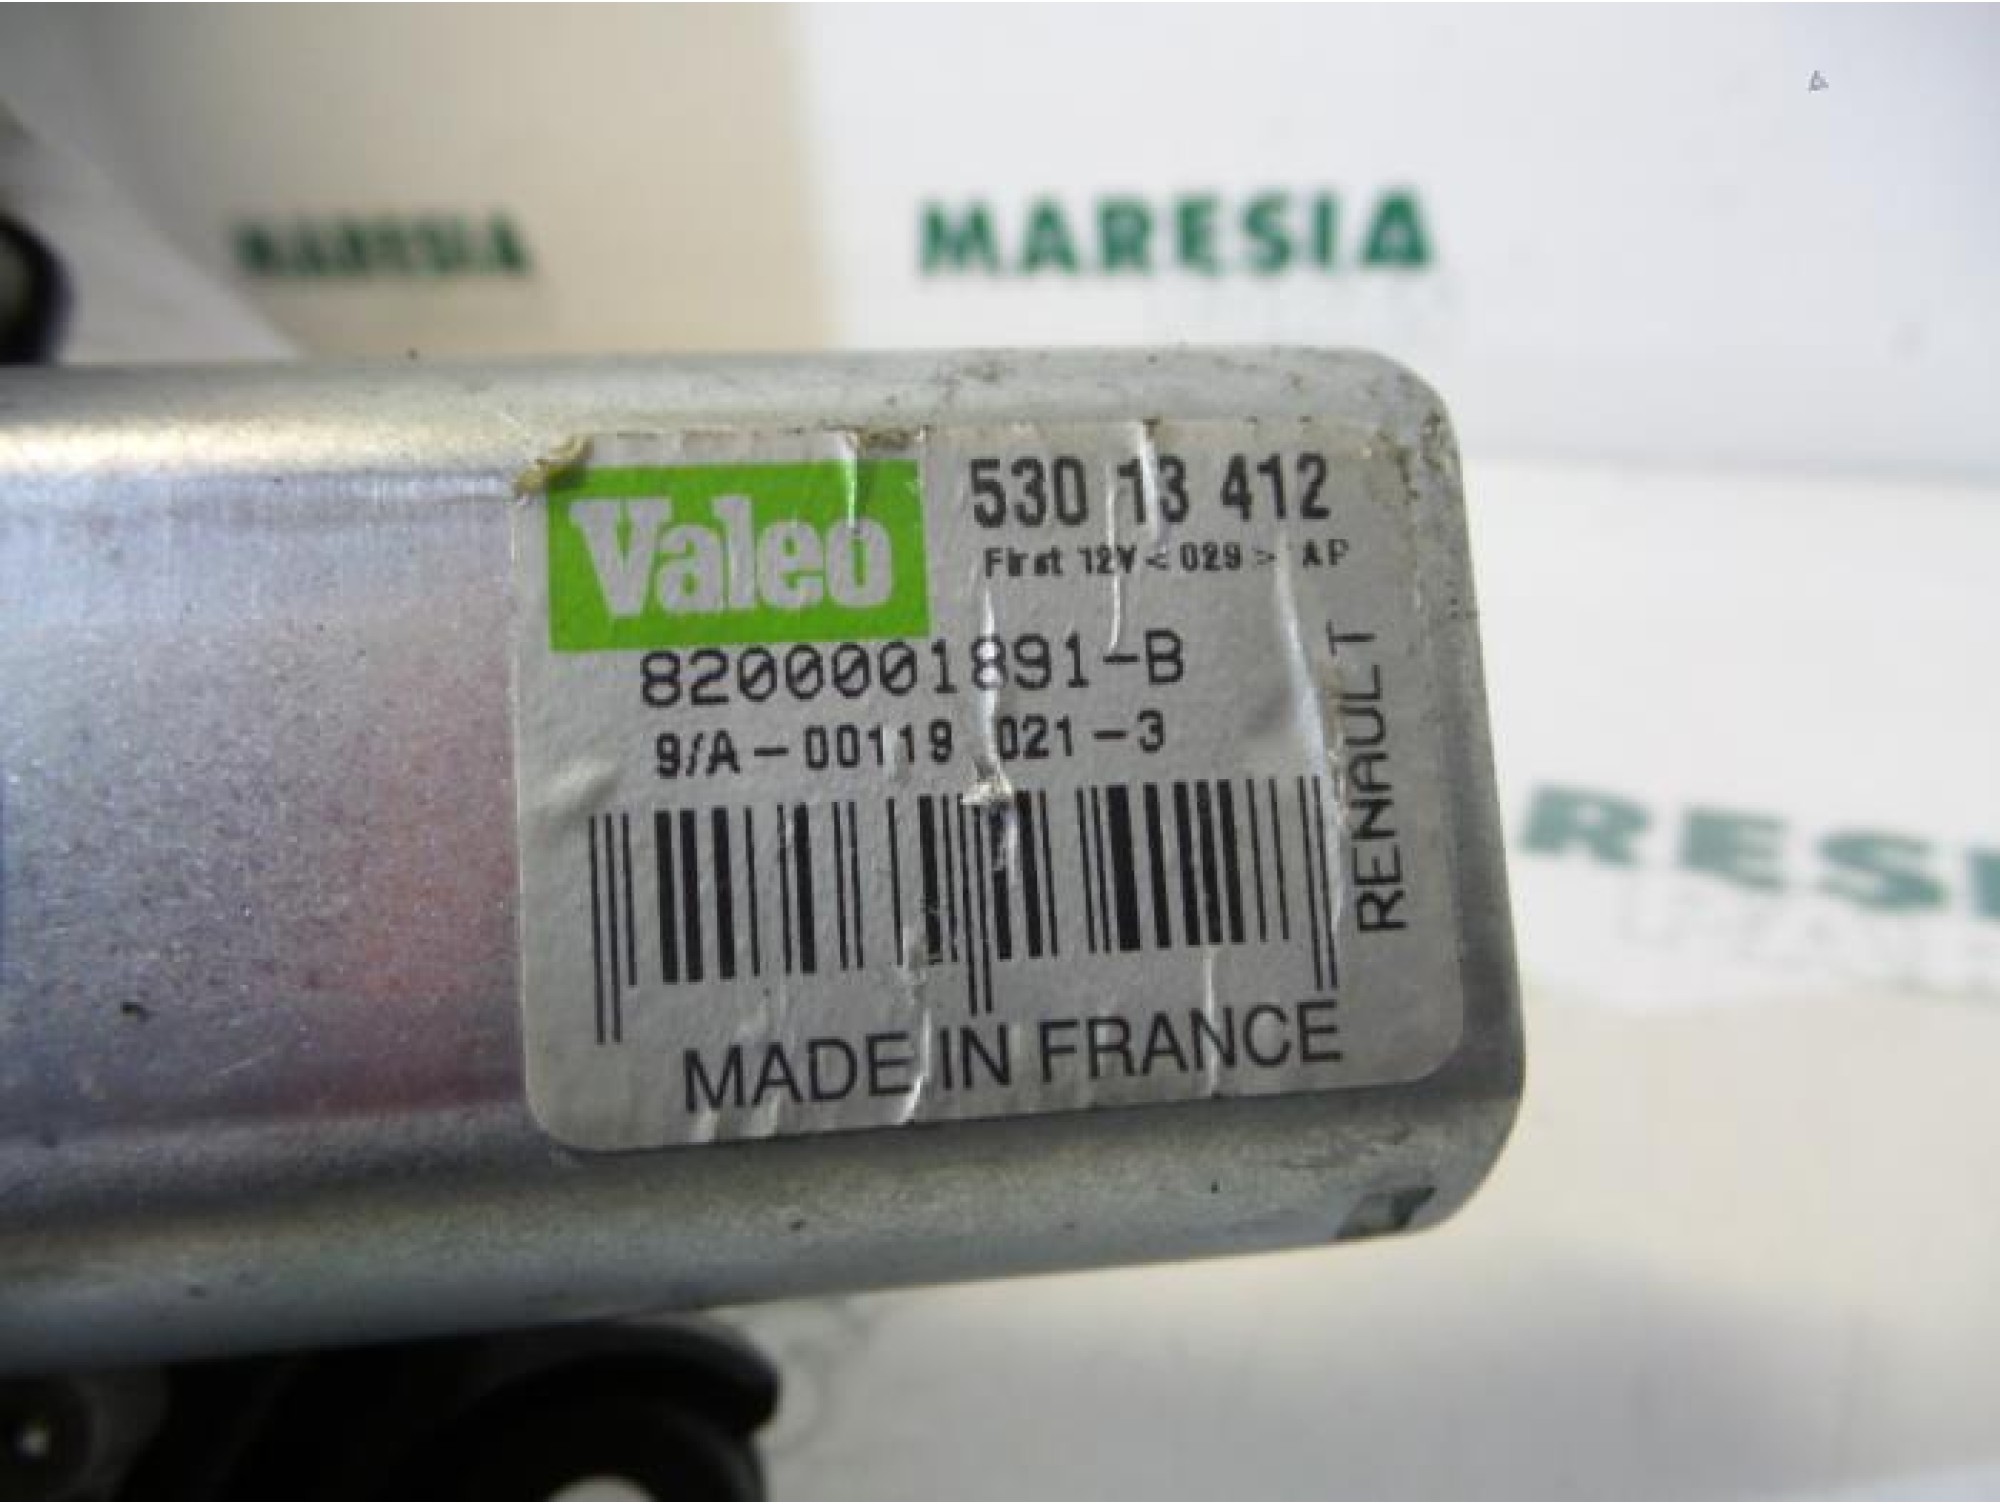 MARESIA
MARESIA
Valeo
530 13 412
First 12V < 029 > AP
8200001891-B
9/A-00119 021-3
RENAULT
MADE IN FRANCE
RES